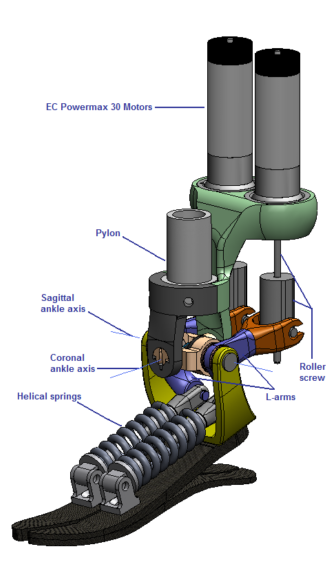 EC Powermax 30 Motors
Pylon
Sagittal
ankle axis
Coronal
ankle axis
Roller
screw
L-arms
Helical springs